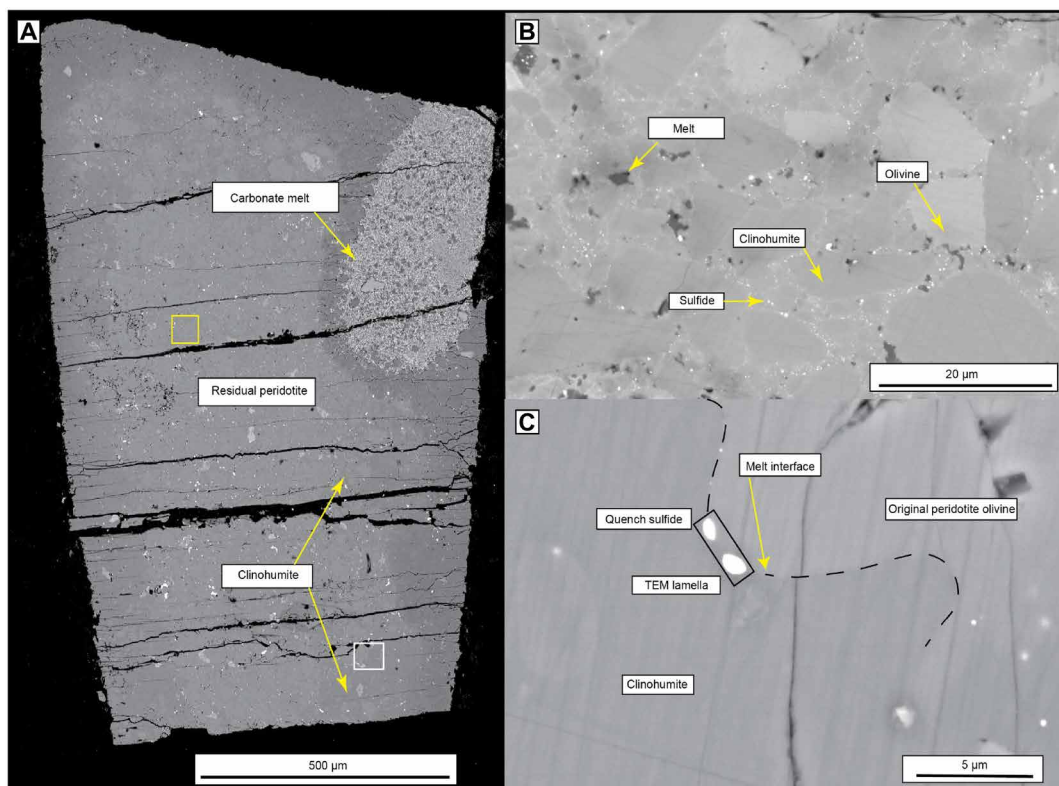 A
Carbonate melt
Residual peridotite
Clinohumite
500 µm
B
Melt
Olivine
Clinohumite
Sulfide
20 µm
C
Melt interface
Quench sulfide
Original peridotite olivine
TEM lamella
Clinohumite
5 µm